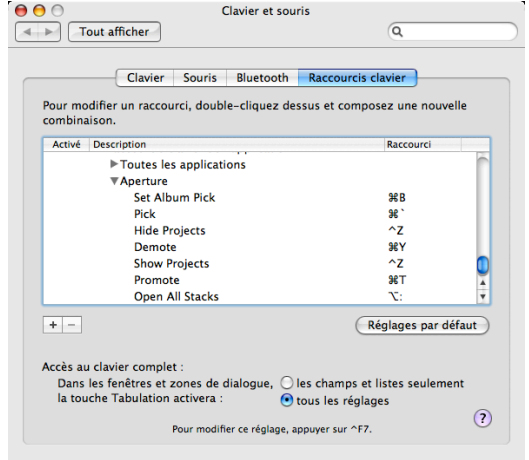 Clavier et souris
Tout afficher
Clavier Souris Bluetooth Raccourcis clavier
Pour modifier un raccourci, double-cliquez dessus et composez une nouvelle
combinaison.
Activé Description Raccourci
Toutes les applications
Aperture
Set Album Pick ⌘B
Pick ⌘`
Hide Projects ^Z
Demote ⌘Y
Show Projects ^Z
Promote ⌘T
Open All Stacks ⌥:
+ - Réglages par défaut
Accès au clavier complet :
Dans les fenêtres et zones de dialogue, les champs et listes seulement
la touche Tabulation activera : tous les réglages
?
Pour modifier ce réglage, appuyer sur ^F7.